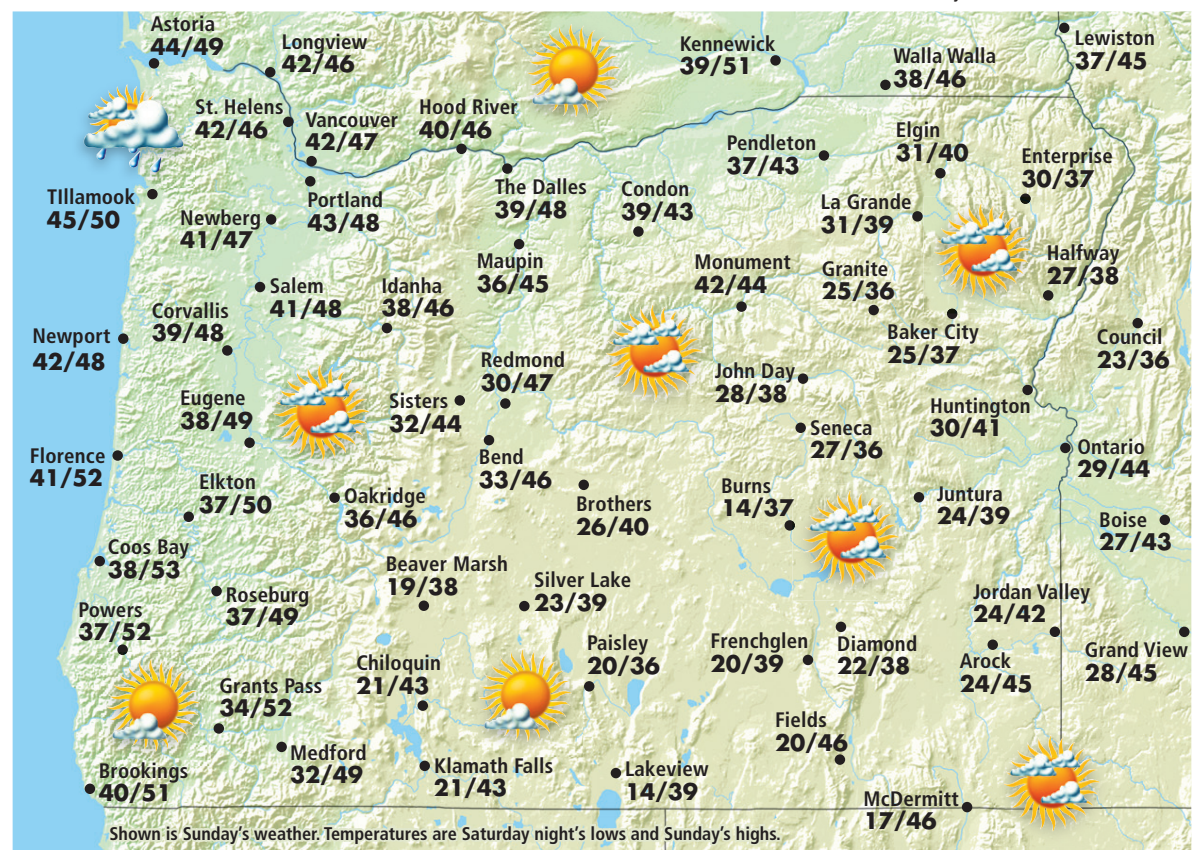 Astoria
44/49
Longview
42/46
Kennewick
39/51
Walla Walla
38/46
Lewiston
37/45
St. Helens
42/46
Vancouver
42/47
Hood River
40/46
Pendleton
37/43
Elgin
31/40
Enterprise
30/37
TIllamook
45/50
Newberg
41/47
Portland
43/48
The Dalles
39/48
Condon
39/43
La Grande
31/39
Maupin
36/45
Monument
42/44
Granite
25/36
Halfway
27/38
Salem
41/48
Idanha
38/46
Corvallis
39/48
Newport
42/48
Baker City
25/37
Council
23/36
Redmond
30/47
John Day
28/38
Eugene
38/49
Sisters
32/44
Huntington
30/41
Seneca
27/36
Florence
41/52
Bend
33/46
Ontario
29/44
Elkton
37/50
Oakridge
36/46
Brothers
26/40
Burns
14/37
Juntura
24/39
Boise
27/43
Coos Bay
38/53
Beaver Marsh
19/38
Silver Lake
23/39
Roseburg
37/49
Jordan Valley
24/42
Powers
37/52
Paisley
20/36
Frenchglen
20/39
Diamond
22/38
Arock
24/45
Grand View
28/45
Chiloquin
21/43
Grants Pass
34/52
Fields
20/46
Medford
32/49
Klamath Falls
21/43
Lakeview
14/39
Brookings
40/51
McDermitt
17/46
Shown is Sunday's weather. Temperatures are Saturday night's lows and Sunday's highs.